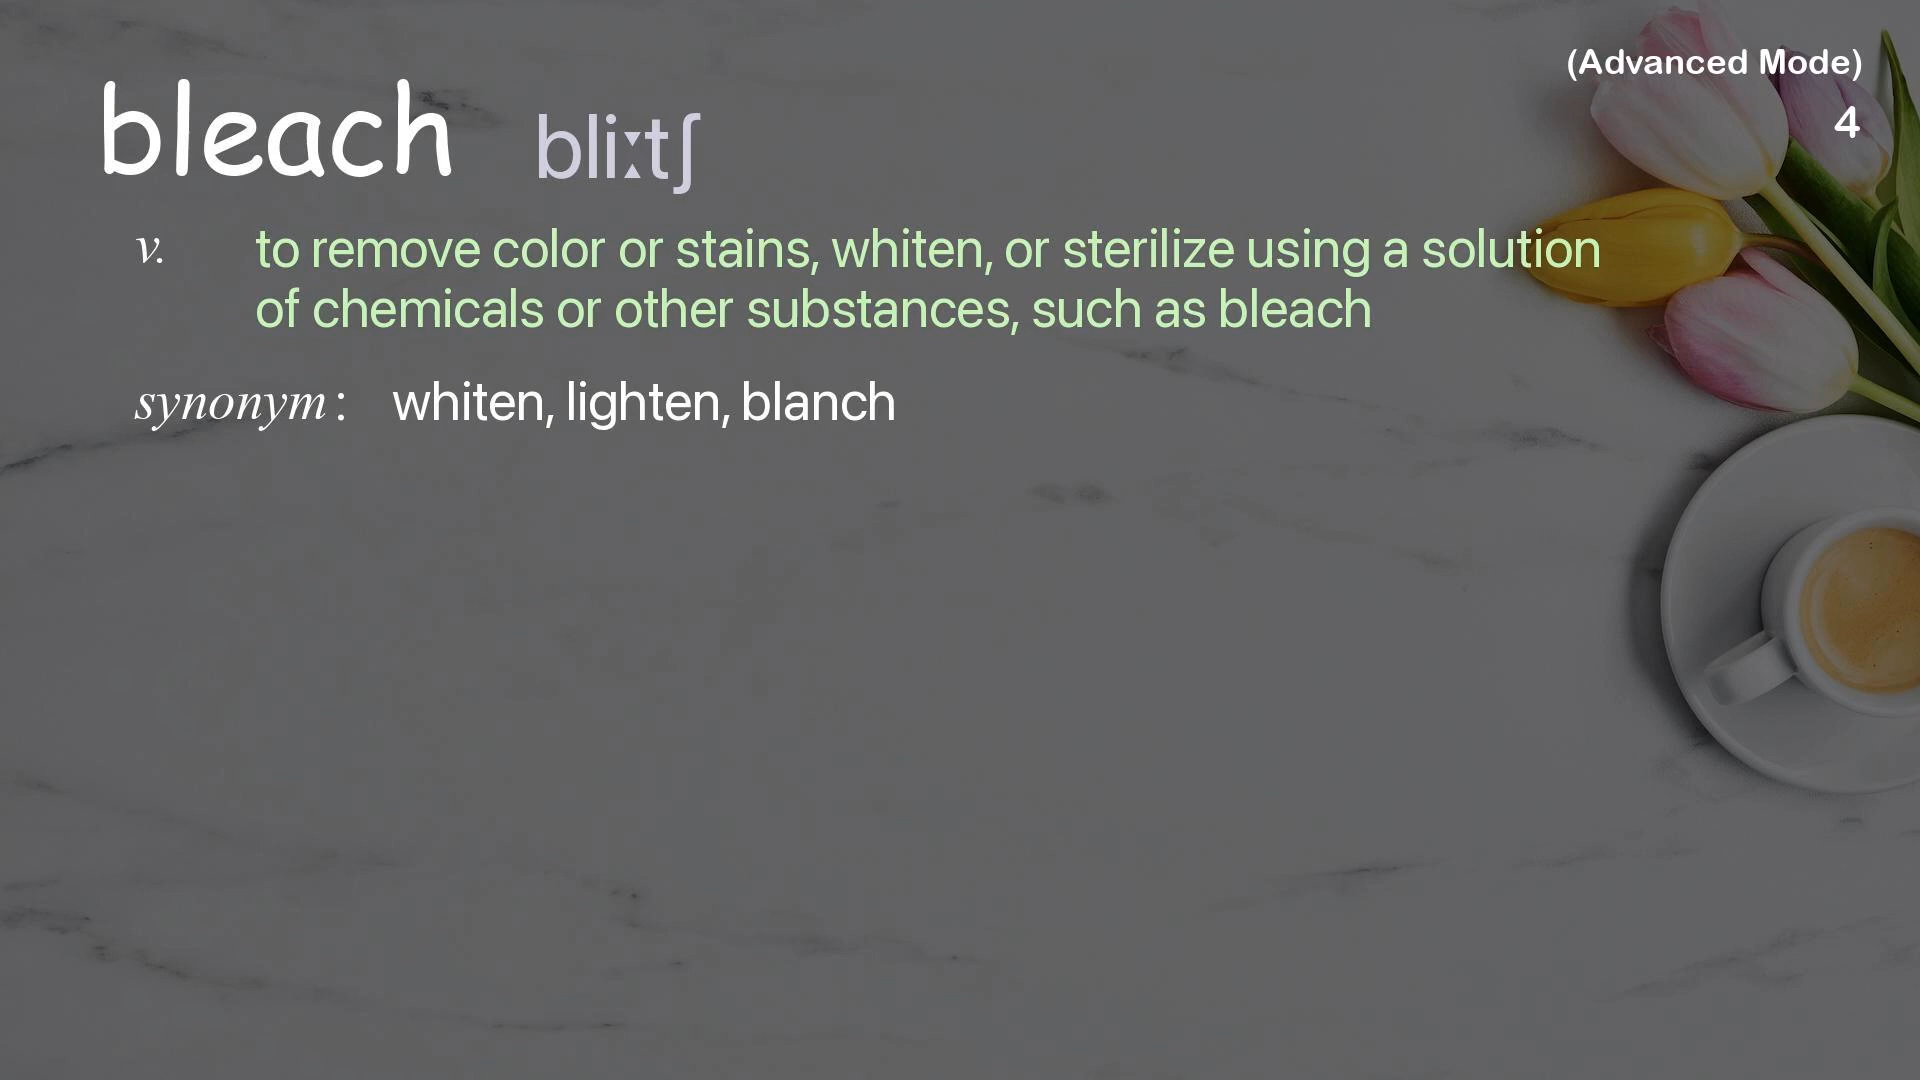 (Advanced Mode)
4
bleach bliːtʃ
v. to remove color or stains, whiten, or sterilize using a solution
of chemicals or other substances, such as bleach
synonym : whiten, lighten, blanch